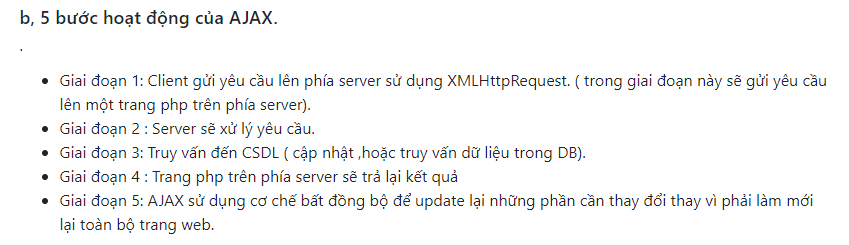 b, 5 bước hoạt động của AJAX.
.
• Giai đoạn 1: Client gửi yêu cầu lên phía server sử dụng XMLHttpRequest. ( trong giai đoạn này sẽ gửi yêu cầu
lên một trang php trên phía server).
• Giai đoạn 2 : Server sẽ xử lý yêu cầu.
• Giai đoạn 3: Truy vấn đến CSDL ( cập nhật ,hoặc truy vấn dữ liệu trong DB).
• Giai đoạn 4 : Trang php trên phía server sẽ trả lại kết quả
• Giai đoạn 5: AJAX sử dụng cơ chế bất đồng bộ để update lại những phần cần thay đổi thay vì phải làm mới
lại toàn bộ trang web.